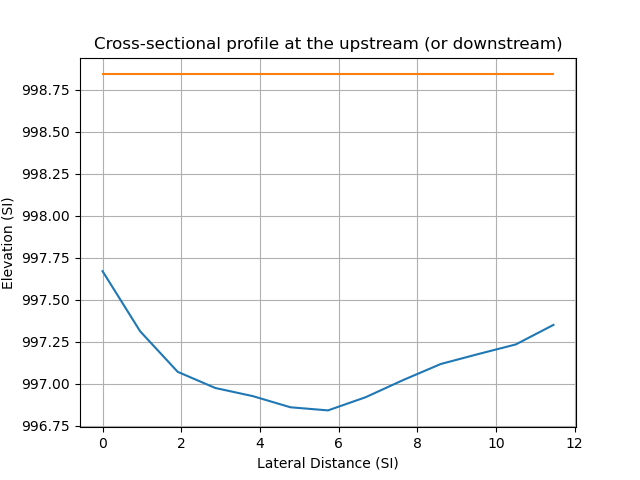 Cross-sectional profile at the upstream (or downstream)
998.75
998.50
998.25
998.00
997.75
997.50
997.25
997.00
996.75
Elevation (SI)
0 2 4 6 8 10 12
Lateral Distance (SI)